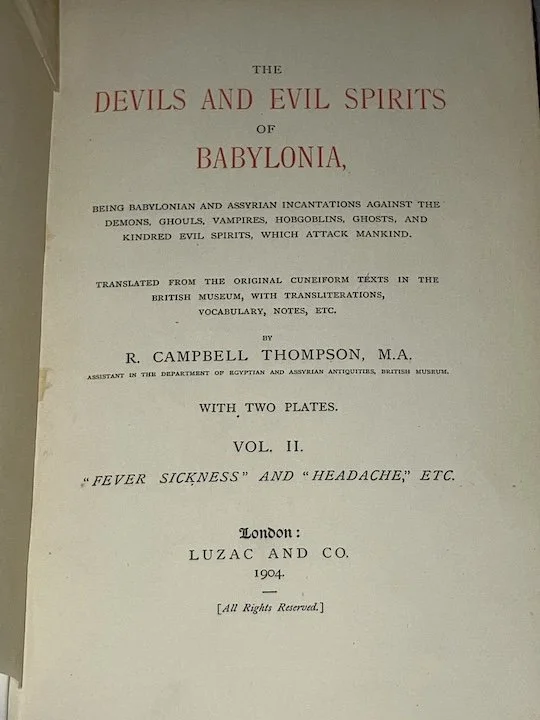 THE
DEVILS AND EVIL SPIRITS
OF
BABYLONIA,
BEING BABYLONIAN AND ASSYRIAN INCANTATIONS AGAINST THE
DEMONS, GHOULS, VAMPIRES, HOBGOBLINS, GHOSTS, AND
KINDRED EVIL SPIRITS, WHICH ATTACK MANKIND.
TRANSLATED FROM THE ORIGINAL CUNEIFORM TEXTS IN THE
BRITISH MUSEUM, WITH TRANSLITERATIONS,
VOCABULARY, NOTES, ETC.
BY
R. CAMPBELL THOMPSON, M.A.
ASSISTANT IN THE DEPARTMENT OF EGYPTIAN AND ASSYRIAN ANTIQUITIES, BRITISH MUSEUM.
WITH TWO PLATES.
VOL. II.
"FEVER SICKNESS" AND "HEADACHE," ETC.
London:
LUZAC AND CO.
1904.
[All Rights Reserved.]